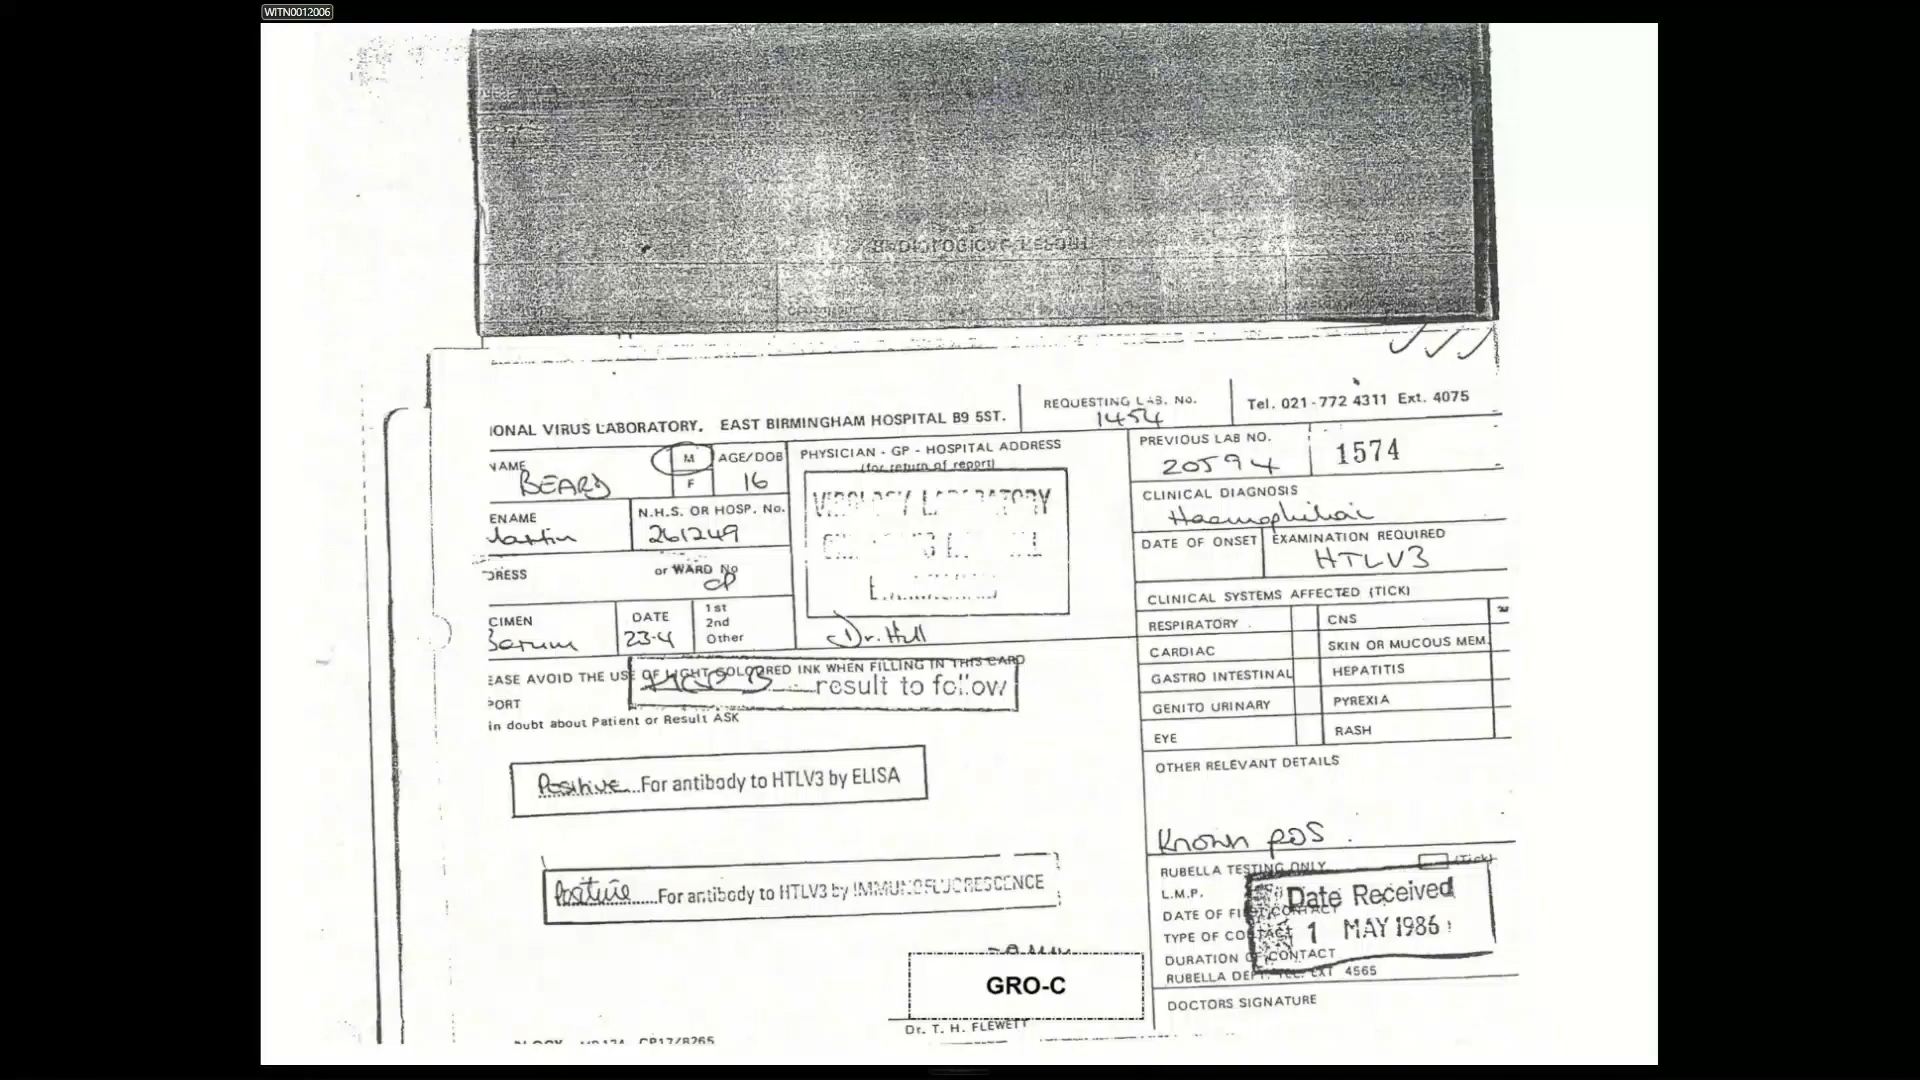 WITN0012006
IONAL VIRUS LABORATORY. EAST BIRMINGHAM HOSPITAL B9 5ST.
REQUESTING LAB. No.
1454
Tel. 021-772 4311 Ext. 4075
NAME
BEARD
M
F
AGE/DOB
16
PHYSICIAN - GP - HOSPITAL ADDRESS
(for return of report)
VIROLOGY LABORATORY
Dr. Hill
PREVIOUS LAB NO.
20594
1574
ENAME
Martin
N.H.S. OR HOSP. No.
261249
CLINICAL DIAGNOSIS
DATE OF ONSET
EXAMINATION REQUIRED
HTLV3
DRESS
or WARD No
OP
CIMEN
Serum
DATE
23-4
1st
2nd
Other
CLINICAL SYSTEMS AFFECTED (TICK)
RESPIRATORY
CNS
CARDIAC
SKIN OR MUCOUS MEM.
GASTRO INTESTINAL
HEPATITIS
GENITO URINARY
PYREXIA
EYE
RASH
EASE AVOID THE USE OF LIGHT COLOURED INK WHEN FILLING IN THIS CARD
result to follow
PORT
in doubt about Patient or Result ASK
Positive For antibody to HTLV3 by ELISA
Positive For antibody to HTLV3 by IMMUNOFLUORESCENCE
OTHER RELEVANT DETAILS
Known pos.
RUBELLA TESTING ONLY (Tick)
L.M.P.
DATE OF FIRST CONTACT
TYPE OF CONTACT
DURATION OF CONTACT
RUBELLA DEPT. TEL. EXT 4565
Date Received
1 MAY 1986
DOCTORS SIGNATURE
GRO-C
Dr. T. H. FLEWETT
CP17/8265